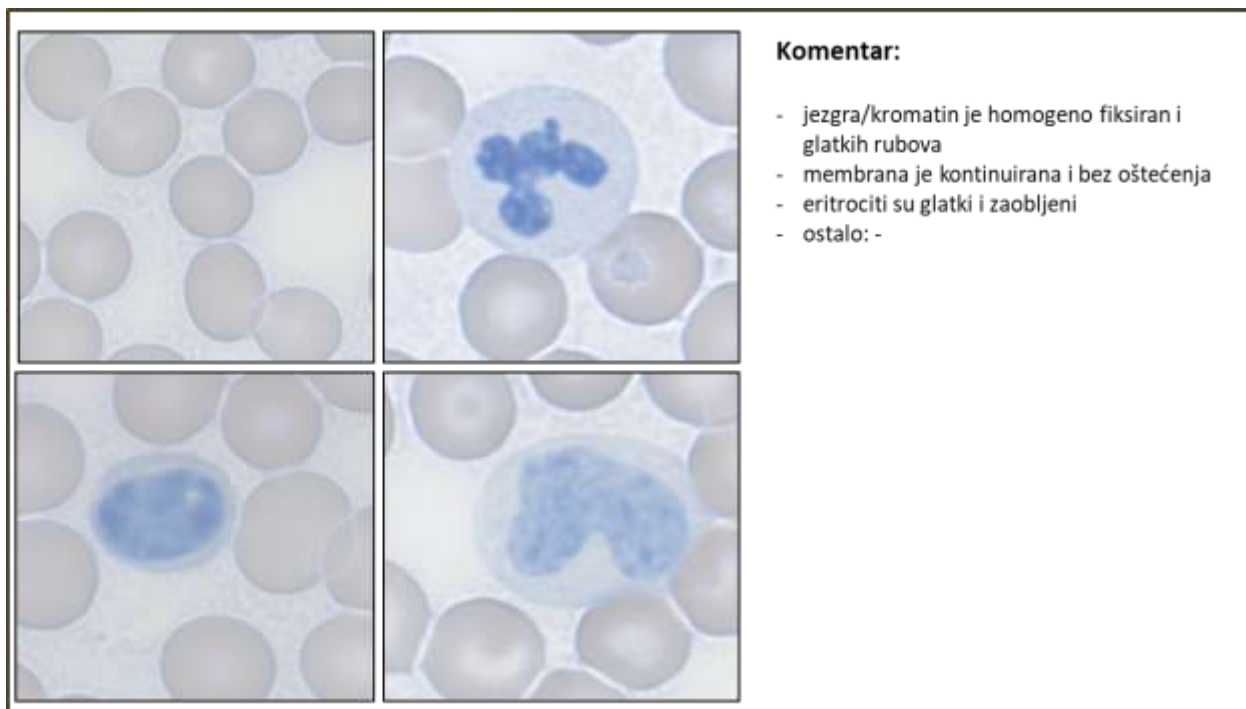 Komentar:
- jezgra/kromatin je homogeno fiksiran i
glatkih rubova
- membrana je kontinuirana i bez oštećenja
- eritrociti su glatki i zaobljeni
- ostalo: -